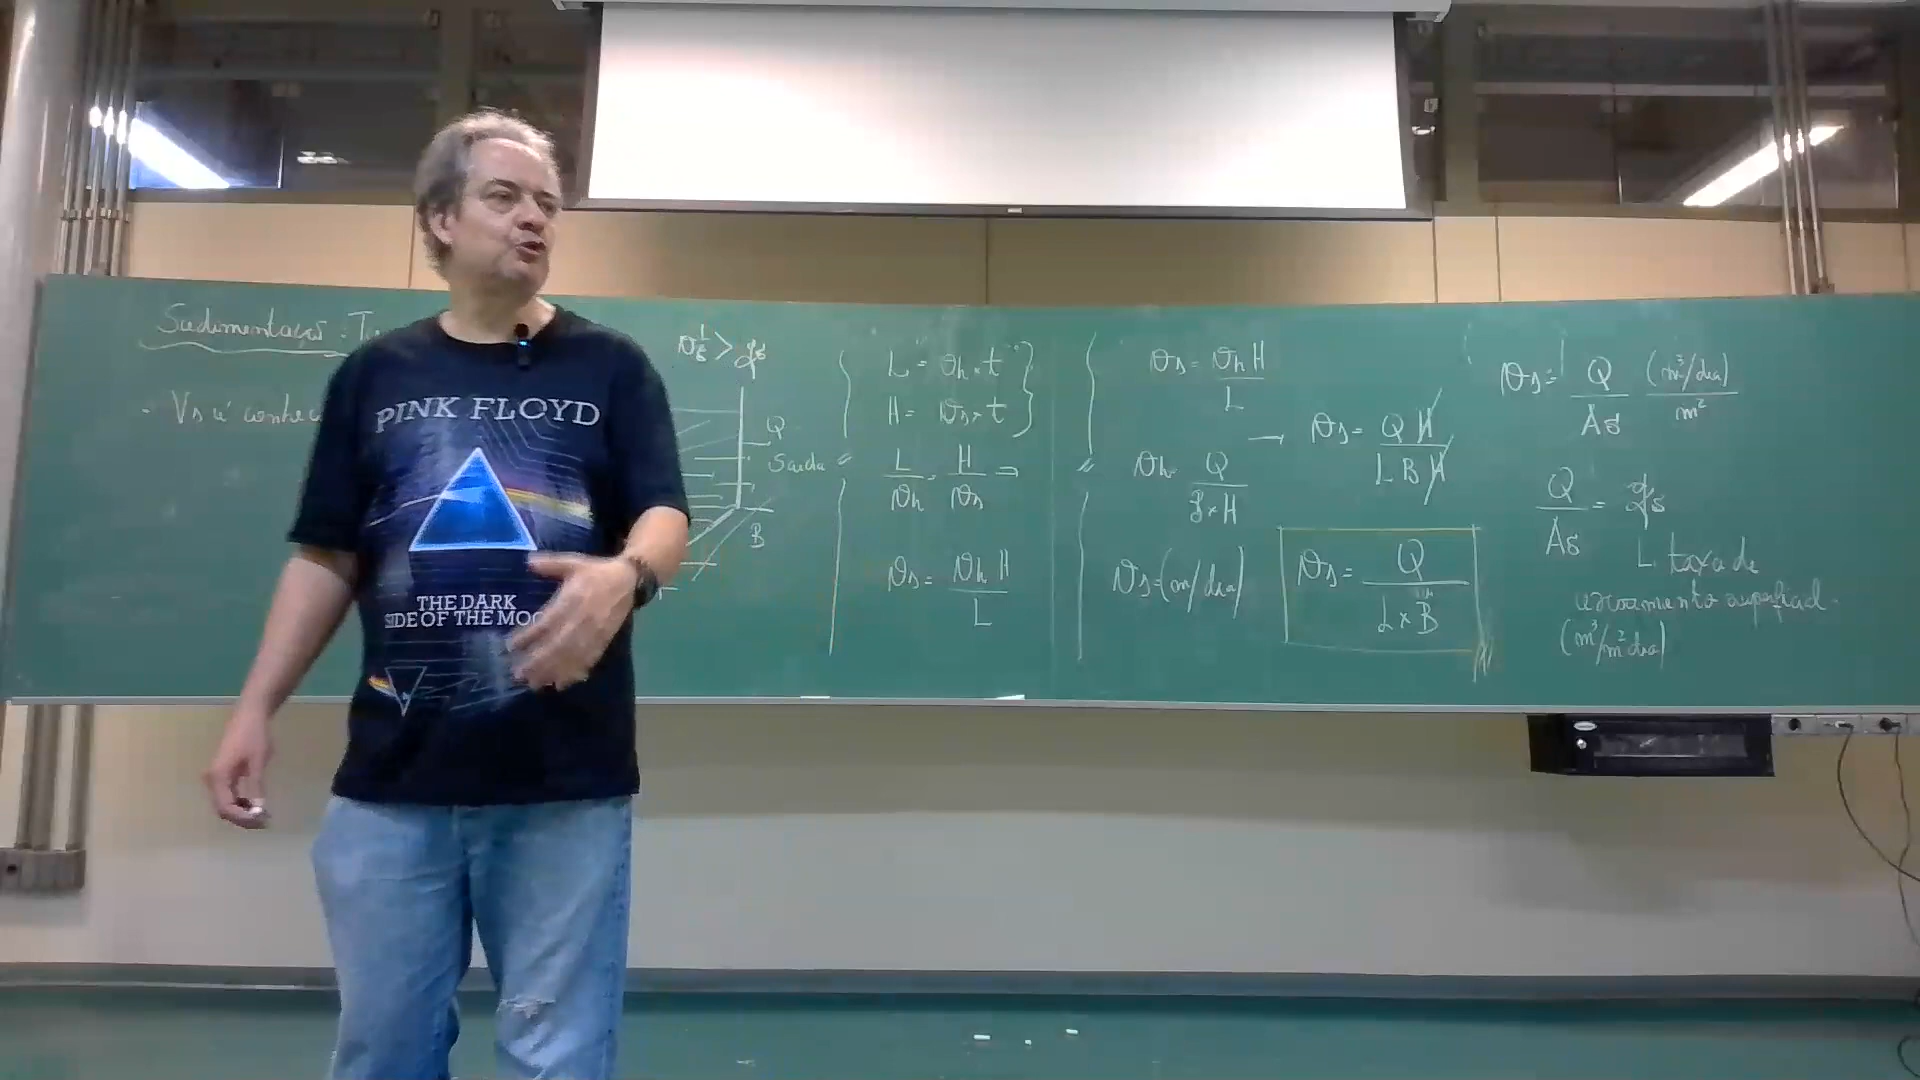 Sedimentação:
- Vs é conhec
PINK FLOYD
THE DARK
SIDE OF THE MOO
vs¹ > qs
Q
Saída
B
L = vh × t
H = vs × t
L/vh = H/vs ⇒
vs = vh H / L
vs = vh H / L
vh = Q / B×H
vs = (m/dia)
→ vs = Q H / L B H
vs = Q / L×B
vs = Q/As (m³/dia)/m²
Q/As = qs
taxa de
escoamento superficial
(m³/m² dia)